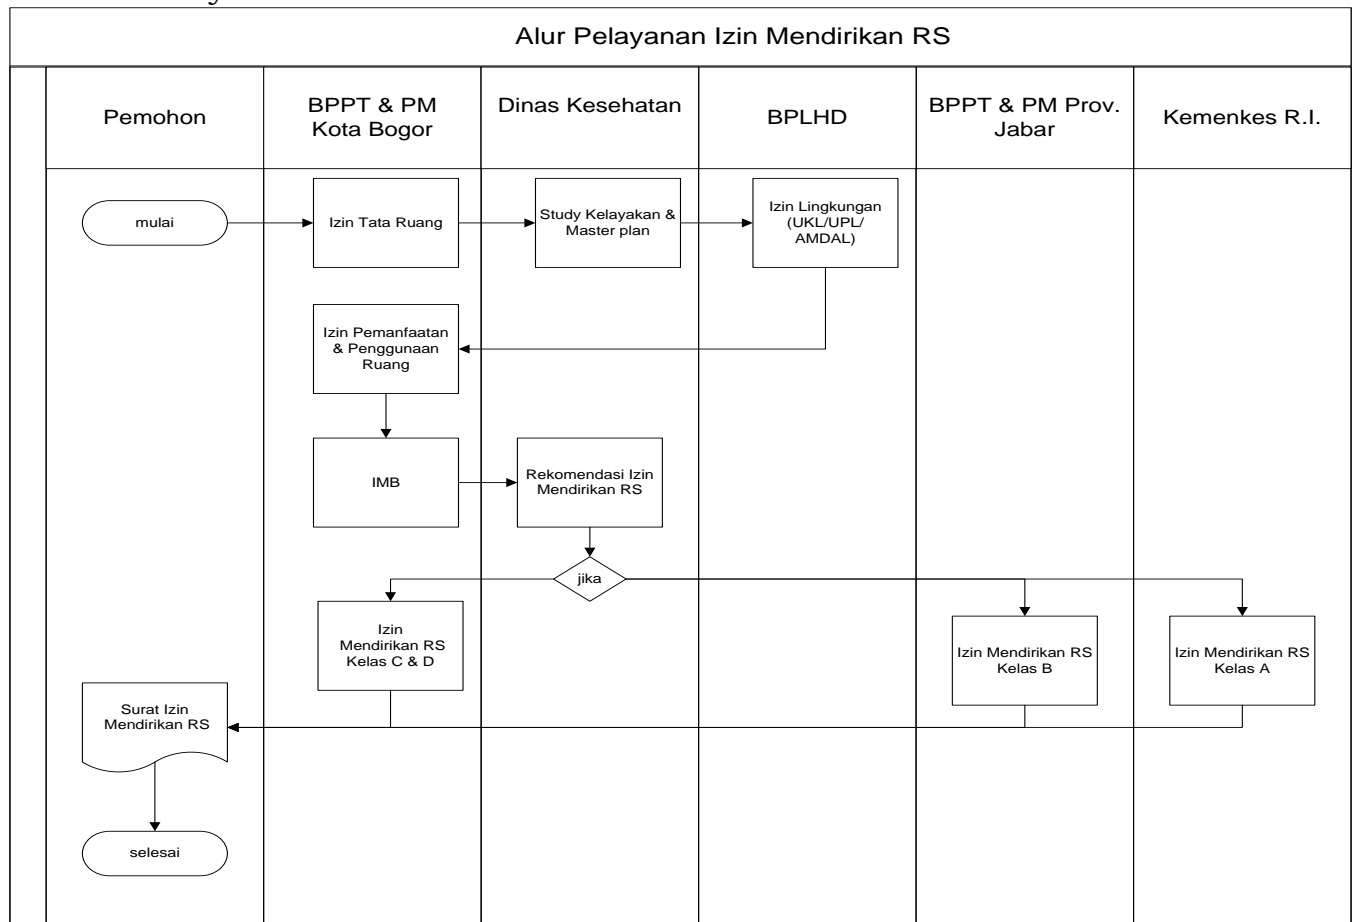 Alur Pelayanan Izin Mendirikan RS
Pemohon
BPPT & PM
Kota Bogor
Dinas Kesehatan
BPLHD
BPPT & PM Prov.
Jabar
Kemenkes R.I.
mulai
Izin Tata Ruang
Study Kelayakan &
Master plan
Izin Lingkungan
(UKL/UPL/
AMDAL)
Izin Pemanfaatan
& Penggunaan
Ruang
IMB
Rekomendasi Izin
Mendirikan RS
jika
Izin
Mendirikan RS
Kelas C & D
Izin Mendirikan RS
Kelas B
Izin Mendirikan RS
Kelas A
Surat Izin
Mendirikan RS
selesai